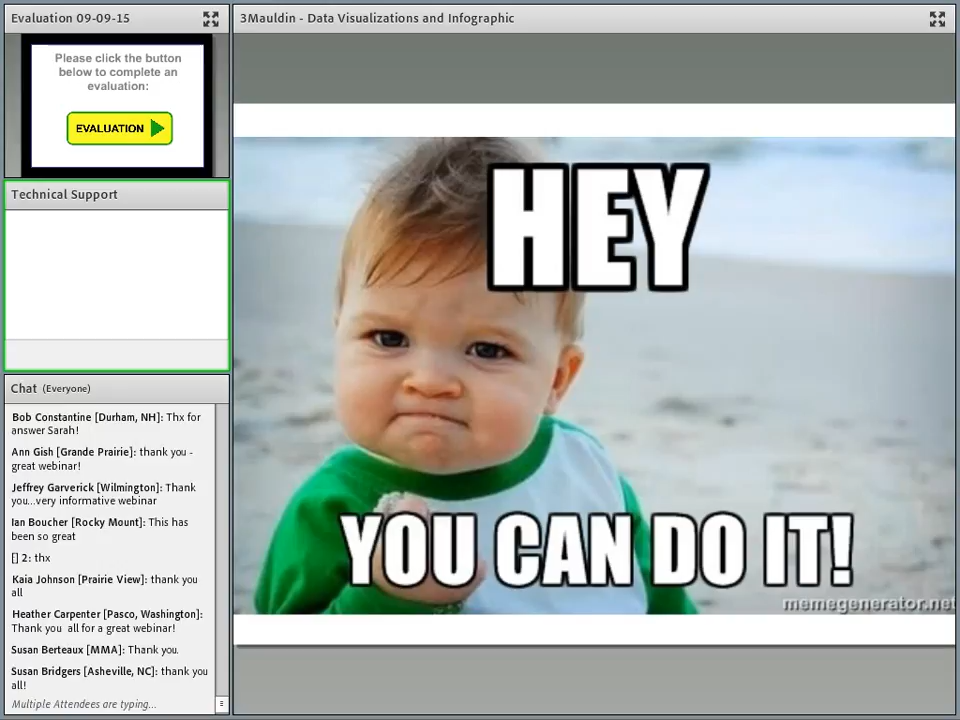 Evaluation 09-09-15
Please click the button
below to complete an
evaluation:
EVALUATION
Technical Support
Chat (Everyone)
Bob Constantine [Durham, NH]: Thx for
answer Sarah!
Ann Gish [Grande Prairie]: thank you -
great webinar!
Jeffrey Garverick [Wilmington]: Thank
you...very informative webinar
Ian Boucher [Rocky Mount]: This has
been so great
[] 2: thx
Kaia Johnson [Prairie View]: thank you
all
Heather Carpenter [Pasco, Washington]:
Thank you all for a great webinar!
Susan Berteaux [MMA]: Thank you.
Susan Bridgers [Asheville, NC]: thank you
all!
Multiple Attendees are typing...
3Mauldin - Data Visualizations and Infographic
HEY
YOU CAN DO IT!
memegenerator.net